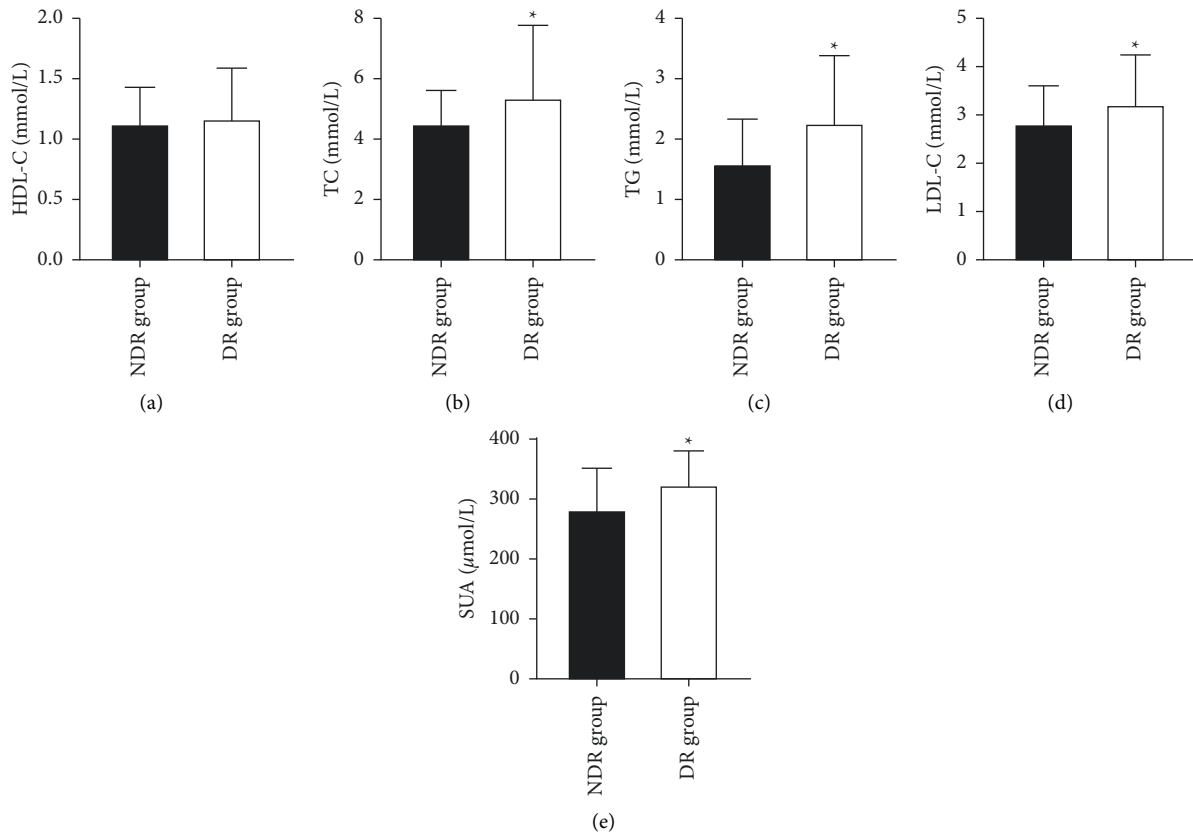 HDL-C (mmol/L)
2.0
1.5
1.0
0.5
0.0
NDR group
DR group
(a)
TC (mmol/L)
8
6
4
2
0
*
NDR group
DR group
(b)
TG (mmol/L)
4
3
2
1
0
*
NDR group
DR group
(c)
LDL-C (mmol/L)
5
4
3
2
1
0
*
NDR group
DR group
(d)
SUA (µmol/L)
400
300
200
100
0
*
NDR group
DR group
(e)